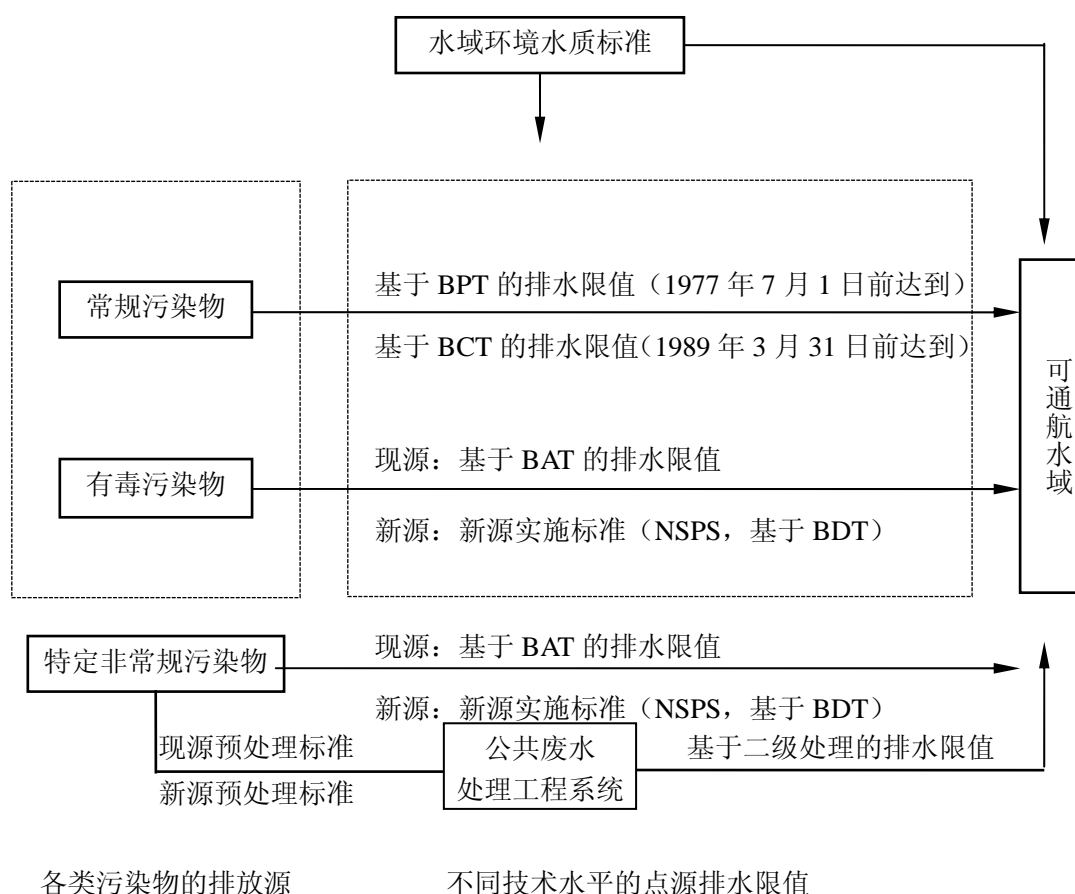 水域环境水质标准
基于 BPT 的排水限值（1977 年 7 月 1 日前达到）
常规污染物
基于 BCT 的排水限值（1989 年 3 月 31 日前达到）
可通航水域
现源：基于 BAT 的排水限值
有毒污染物
新源：新源实施标准（NSPS，基于 BDT）
现源：基于 BAT 的排水限值
特定非常规污染物
新源：新源实施标准（NSPS，基于 BDT）
现源预处理标准
新源预处理标准
公共废水
处理工程系统
基于二级处理的排水限值
各类污染物的排放源
不同技术水平的点源排水限值